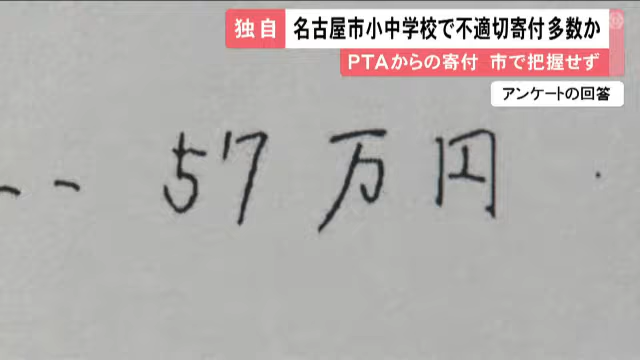 独自 名古屋市小中学校で不適切寄付多数か
PTAからの寄付 市で把握せず
アンケートの回答
-- 57万円